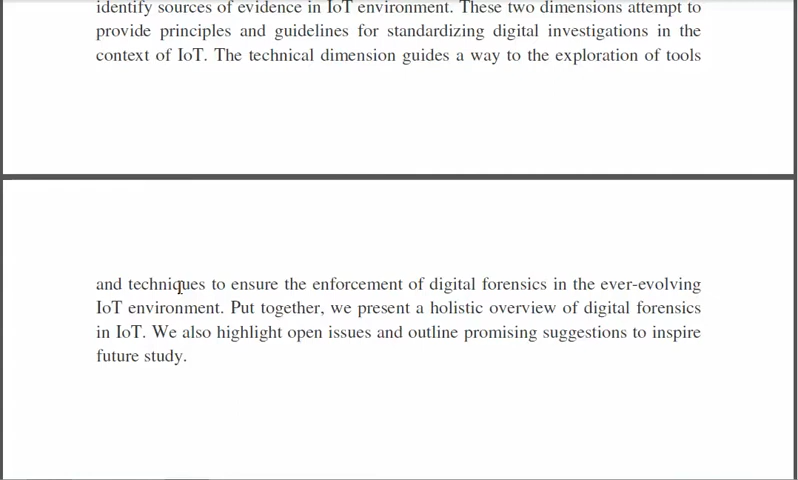 identify sources of evidence in IoT environment. These two dimensions attempt to
provide principles and guidelines for standardizing digital investigations in the
context of IoT. The technical dimension guides a way to the exploration of tools
and techniques to ensure the enforcement of digital forensics in the ever-evolving
IoT environment. Put together, we present a holistic overview of digital forensics
in IoT. We also highlight open issues and outline promising suggestions to inspire
future study.